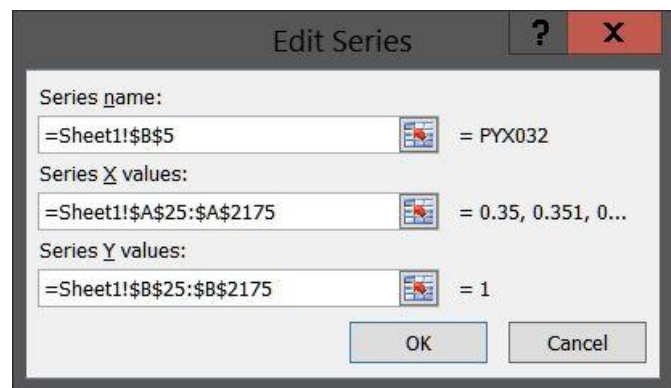 Edit Series
?
X
Series name:
=Sheet1!$B$5 = PYX032
Series X values:
=Sheet1!$A$25:$A$2175 = 0.35, 0.351, 0...
Series Y values:
=Sheet1!$B$25:$B$2175 = 1
OK Cancel